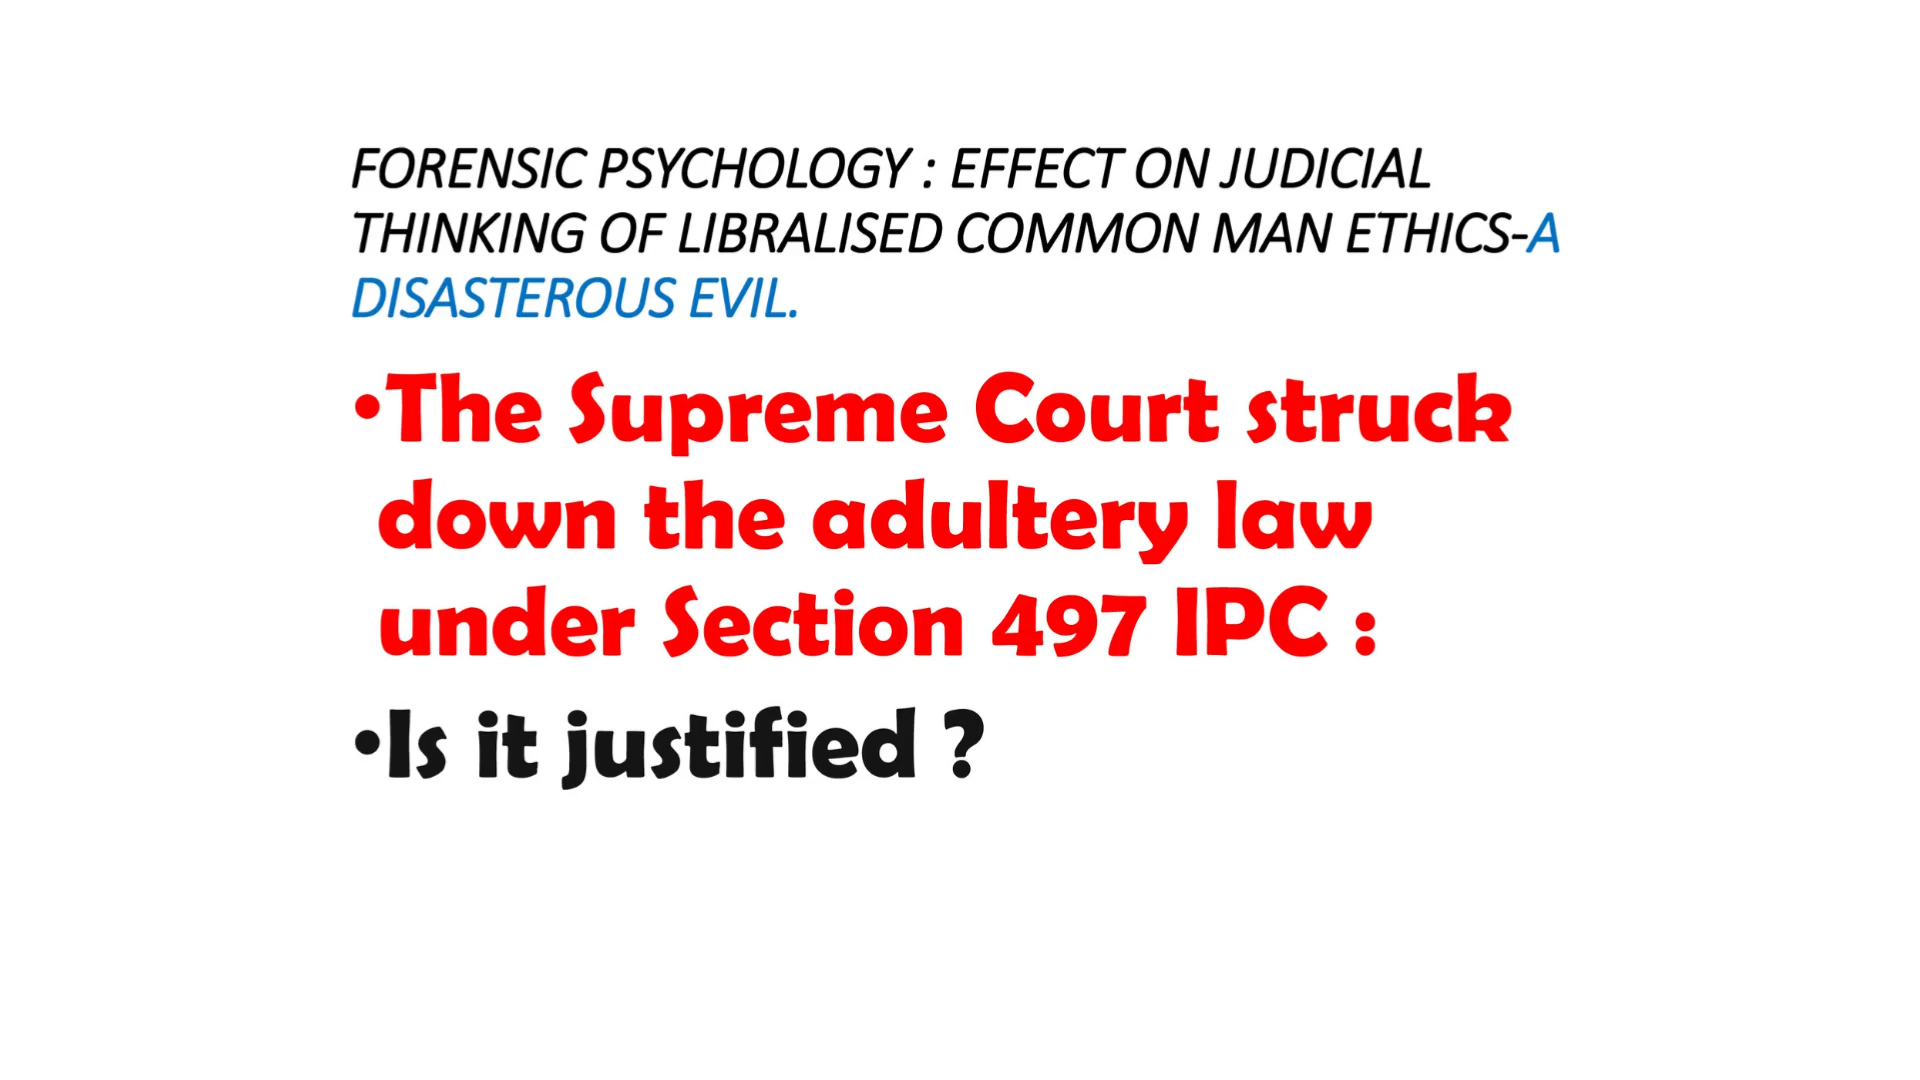 FORENSIC PSYCHOLOGY : EFFECT ON JUDICIAL
THINKING OF LIBRALISED COMMON MAN ETHICS-A
DISASTEROUS EVIL.
•The Supreme Court struck
down the adultery law
under Section 497 IPC :
•Is it justified ?